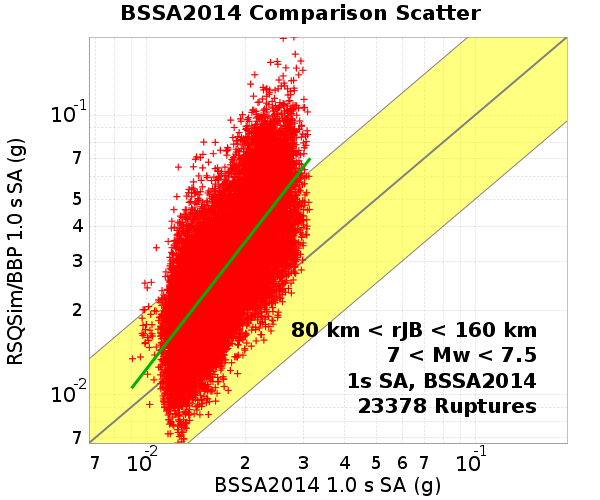 BSSA2014 Comparison Scatter
RSQSim/BBP 1.0 s SA (g)
10-1
7
5
4
3
2
10-2
7
80 km < rJB < 160 km
7 < Mw < 7.5
1s SA, BSSA2014
23378 Ruptures
7 10-2 2 3 4 5 6 7 10-1
BSSA2014 1.0 s SA (g)